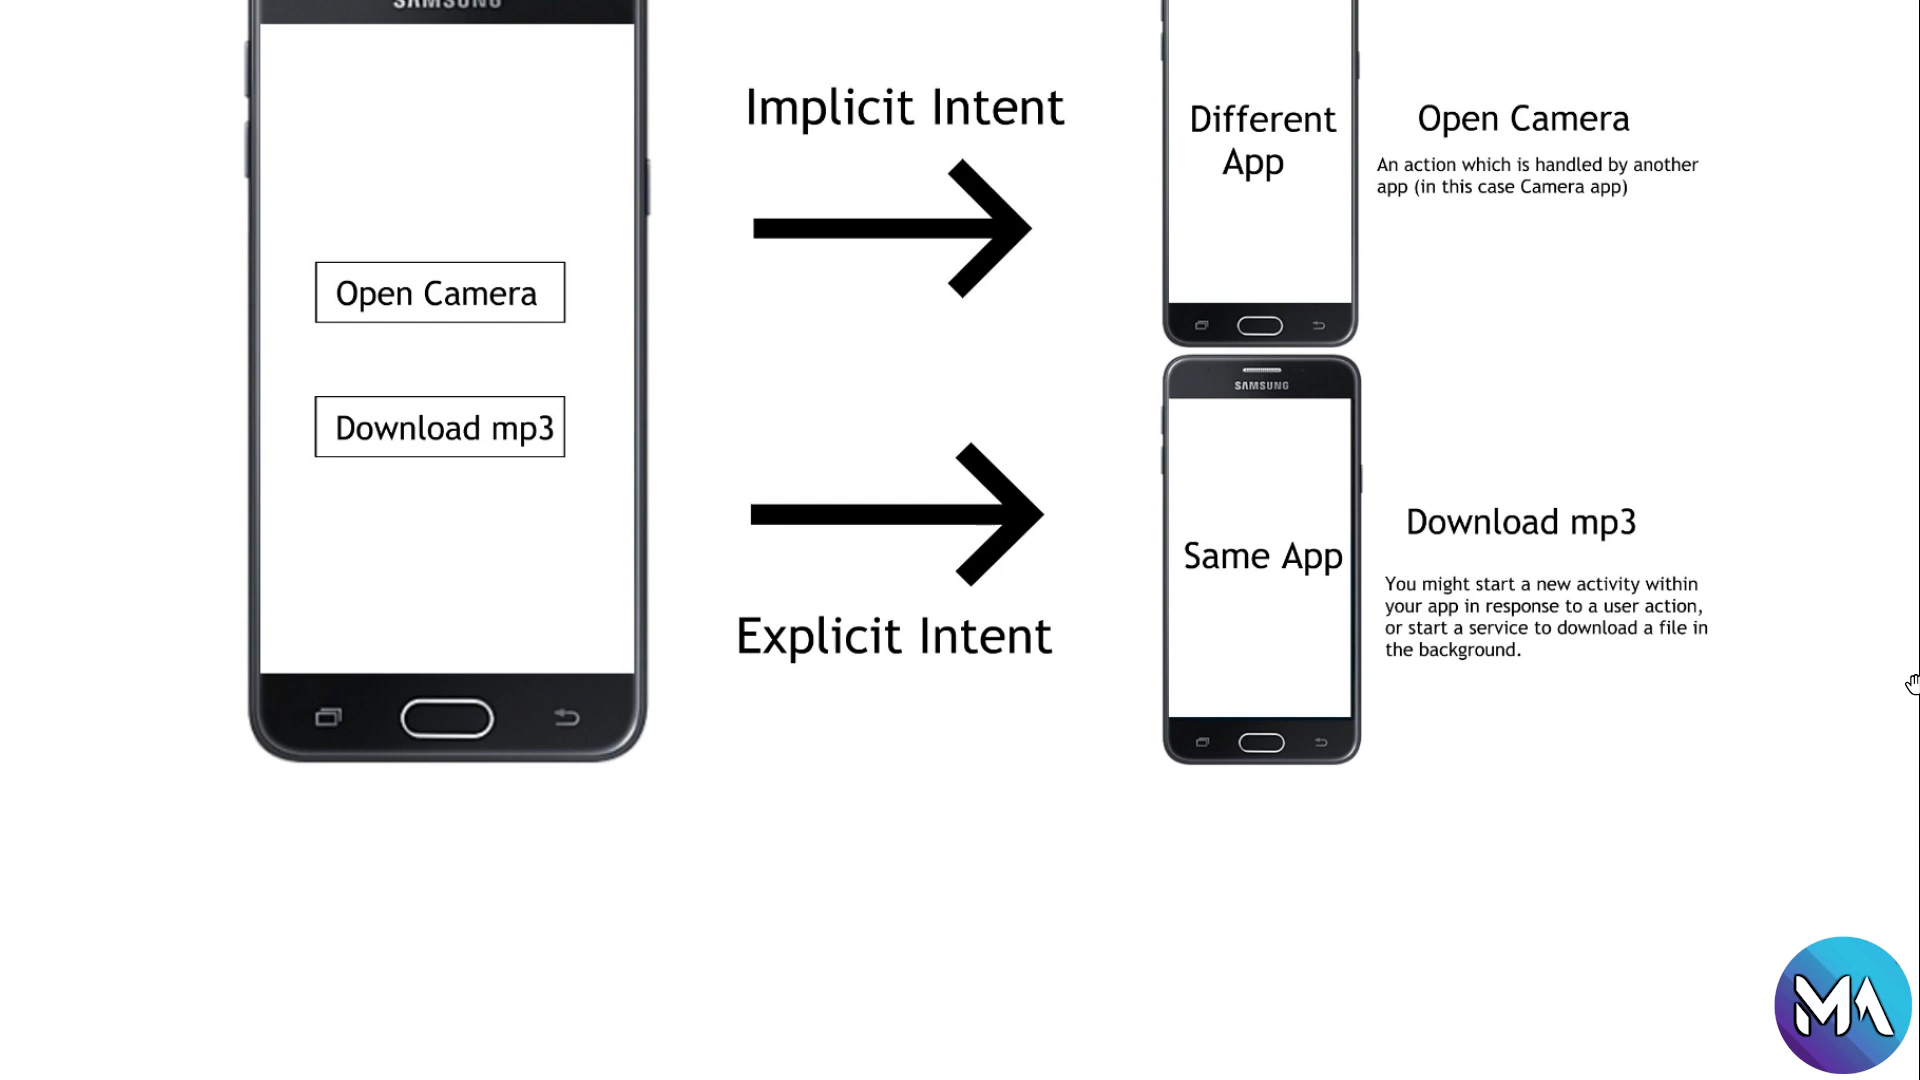 SAMSUNG
Open Camera
Download mp3
Implicit Intent
Explicit Intent
Different
App
Open Camera
An action which is handled by another
app (in this case Camera app)
SAMSUNG
Same App
Download mp3
You might start a new activity within
your app in response to a user action,
or start a service to download a file in
the background.
MA